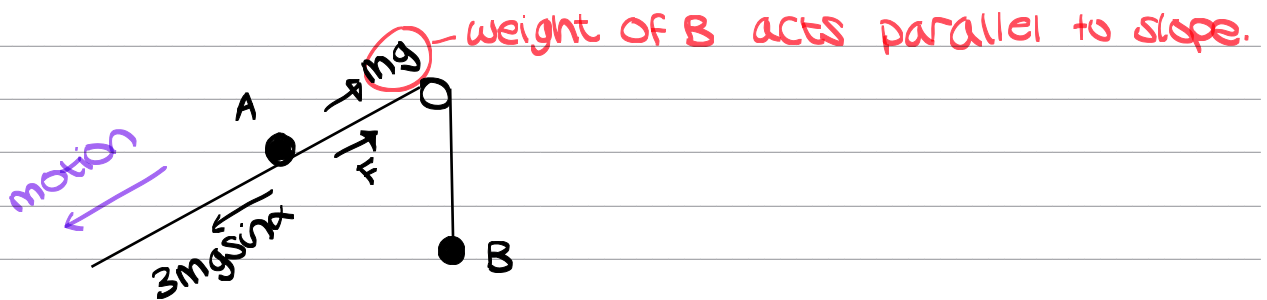 mg – weight of B acts parallel to slope.
A
motion
F
3mgsinα
B